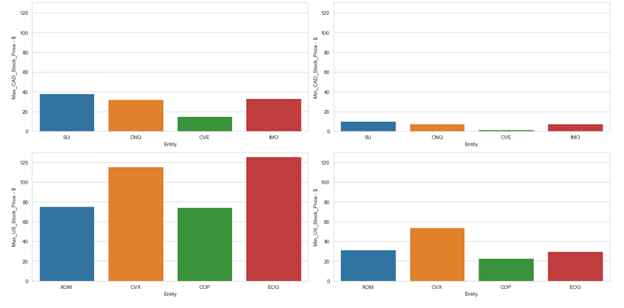 Max_CAD_Stock_Price - $
120
100
80
60
40
20
0
SU CNQ CVE IMO
Entity
Min_CAD_Stock_Price - $
120
100
80
60
40
20
0
SU CNQ CVE IMO
Entity
Max_US_Stock_Price - $
120
100
80
60
40
20
0
XOM CVX COP EOG
Entity
Min_US_Stock_Price - $
120
100
80
60
40
20
0
XOM CVX COP EOG
Entity